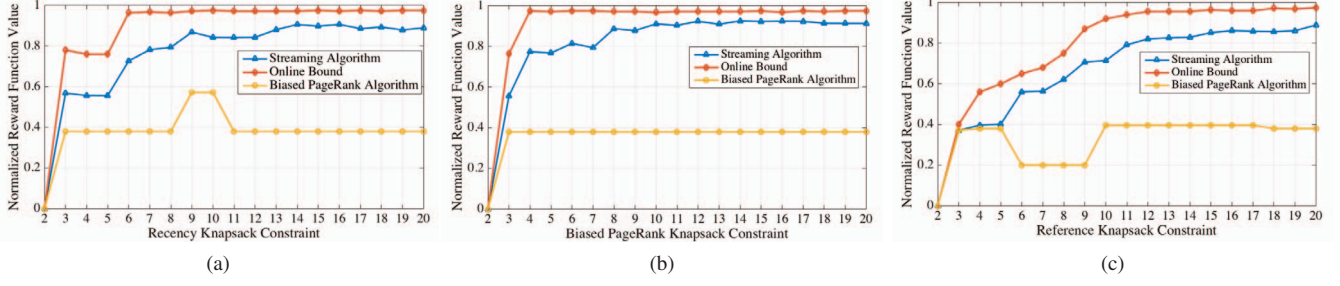 Normalized Reward Function Value
1
0.8
0.6
0.4
0.2
0
Streaming Algorithm
Online Bound
Biased PageRank Algorithm
2 3 4 5 6 7 8 9 10 11 12 13 14 15 16 17 18 19 20
Recency Knapsack Constraint
(a)
Normalized Reward Function Value
1
0.8
0.6
0.4
0.2
0
Streaming Algorithm
Online Bound
Biased PageRank Algorithm
2 3 4 5 6 7 8 9 10 11 12 13 14 15 16 17 18 19 20
Biased PageRank Knapsack Constraint
(b)
Normalized Reward Function Value
1
0.8
0.6
0.4
0.2
0
Streaming Algorithm
Online Bound
Biased PageRank Algorithm
2 3 4 5 6 7 8 9 10 11 12 13 14 15 16 17 18 19 20
Reference Knapsack Constraint
(c)